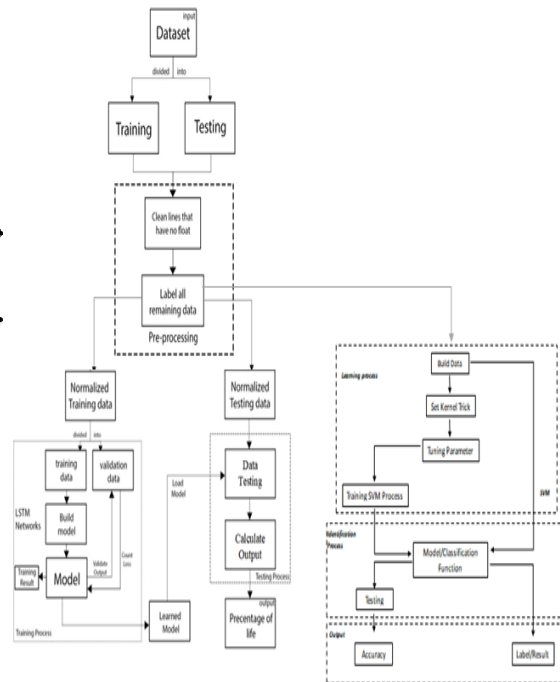 input
Dataset
divided into
Training
Testing
Clean lines that
have no float
Label all
remaining data
Pre-processing
Normalized
Training data
Normalized
Testing data
divided into
training
data
validation
data
LSTM
Networks
Build
model
Model
Validate
Output
Count
Loss
Training
Result
Training Process
Load
Model
Learned
Model
Data
Testing
Calculate
Output
Testing Process
output
Precentage of
life
Learning process
Build Data
Set Kernel Trick
Tuning Parameter
Training SVM Process
SVM
Identification
Process
Model/Classification
Function
Testing
Output
Accuracy
Label/Result